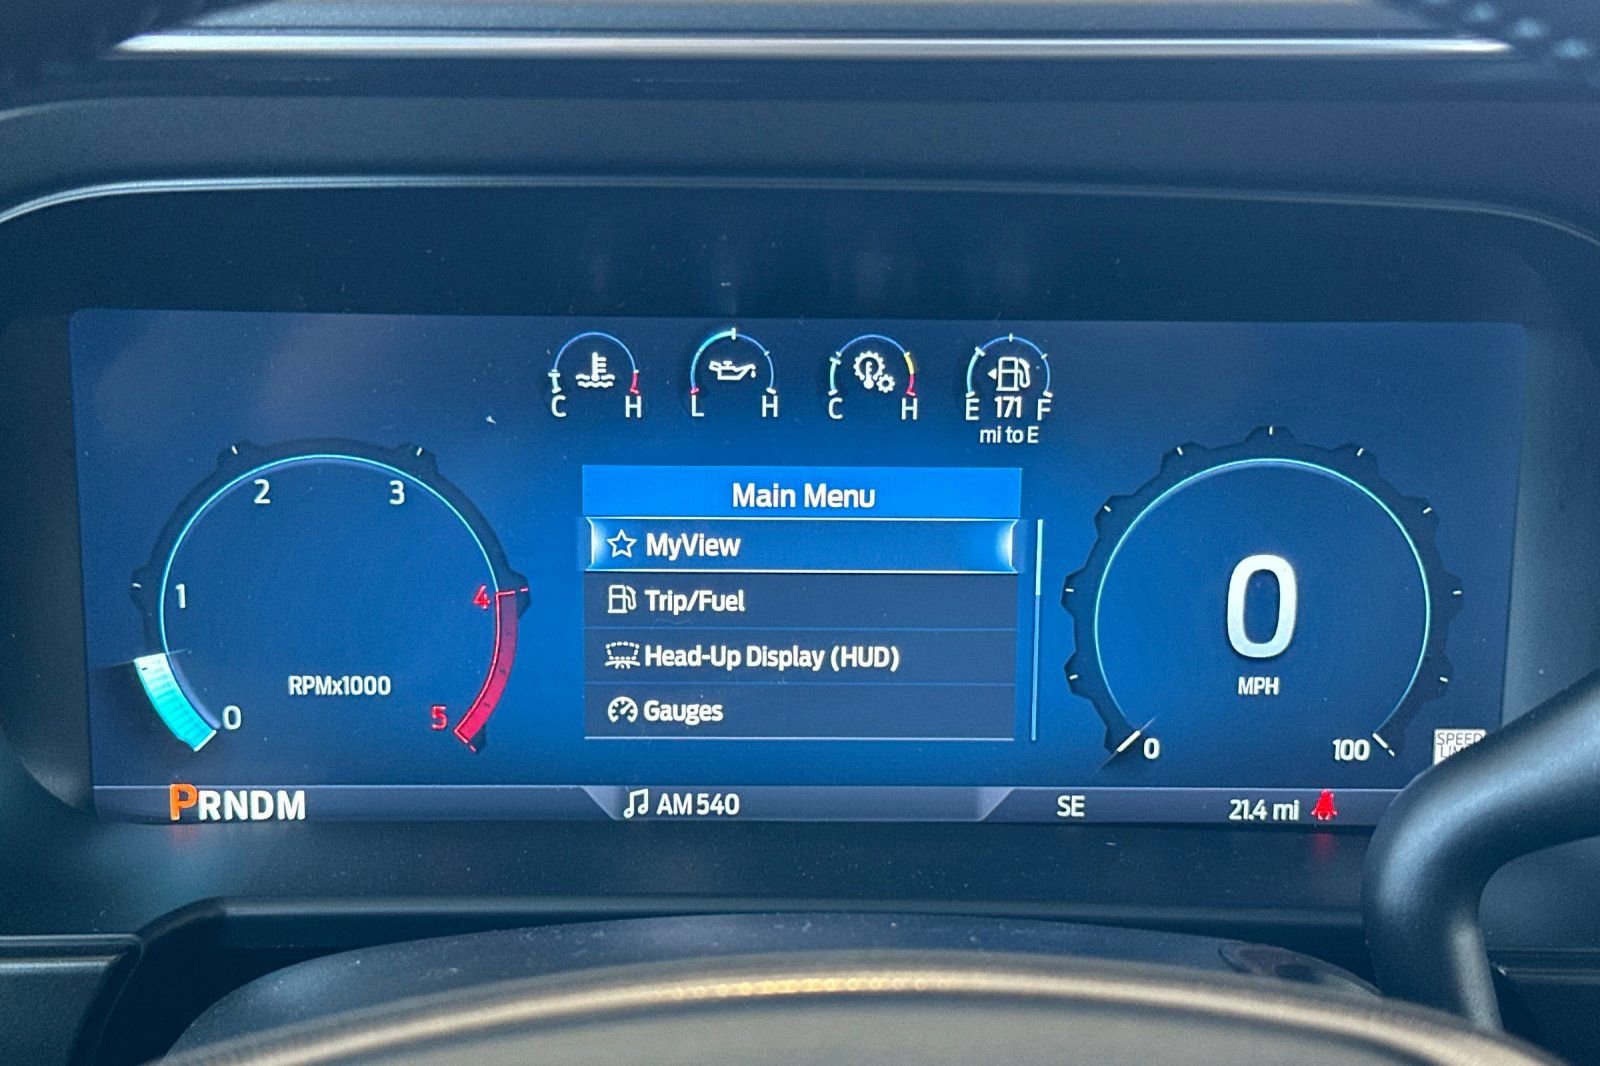 C H
L H
C H
E 171 F
mi to E
Main Menu
MyView
Trip/Fuel
Head-Up Display (HUD)
Gauges
2 3
1 4
RPMx1000
0 5
0
MPH
0 100
SPEED
PRNDM
AM 540
SE
21.4 mi